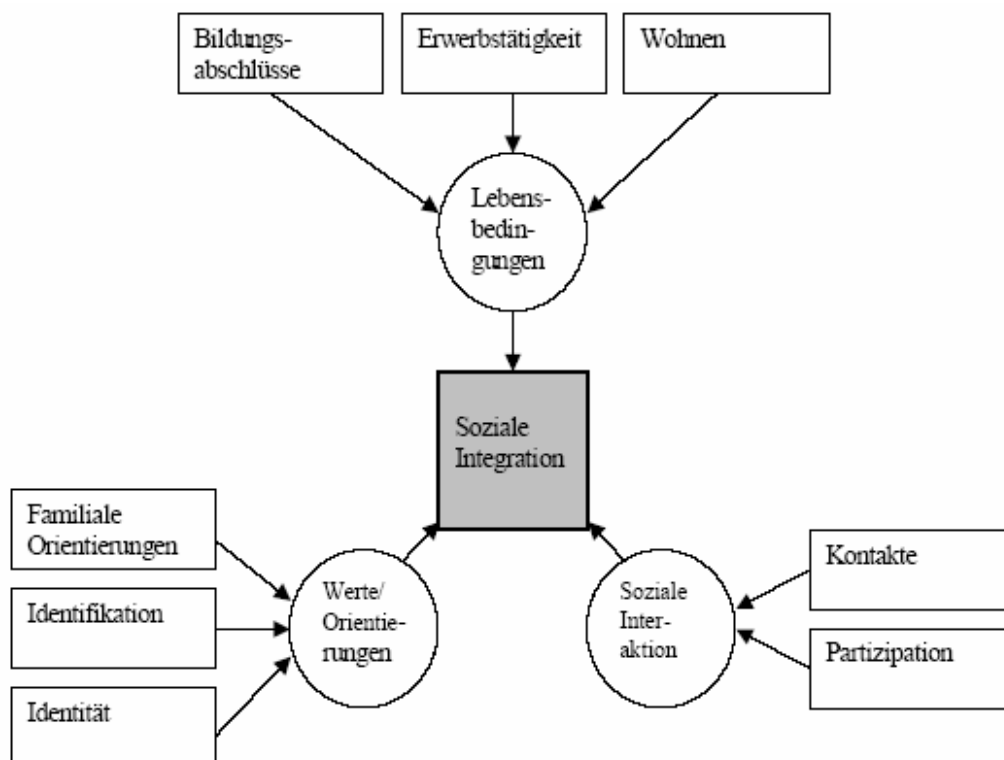 Bildungs-
abschlüsse
Erwerbstätigkeit
Wohnen
Lebens-
bedin-
gungen
Soziale
Integration
Familiale
Orientierungen
Identifikation
Identität
Werte/
Orientie-
rungen
Soziale
Inter-
aktion
Kontakte
Partizipation